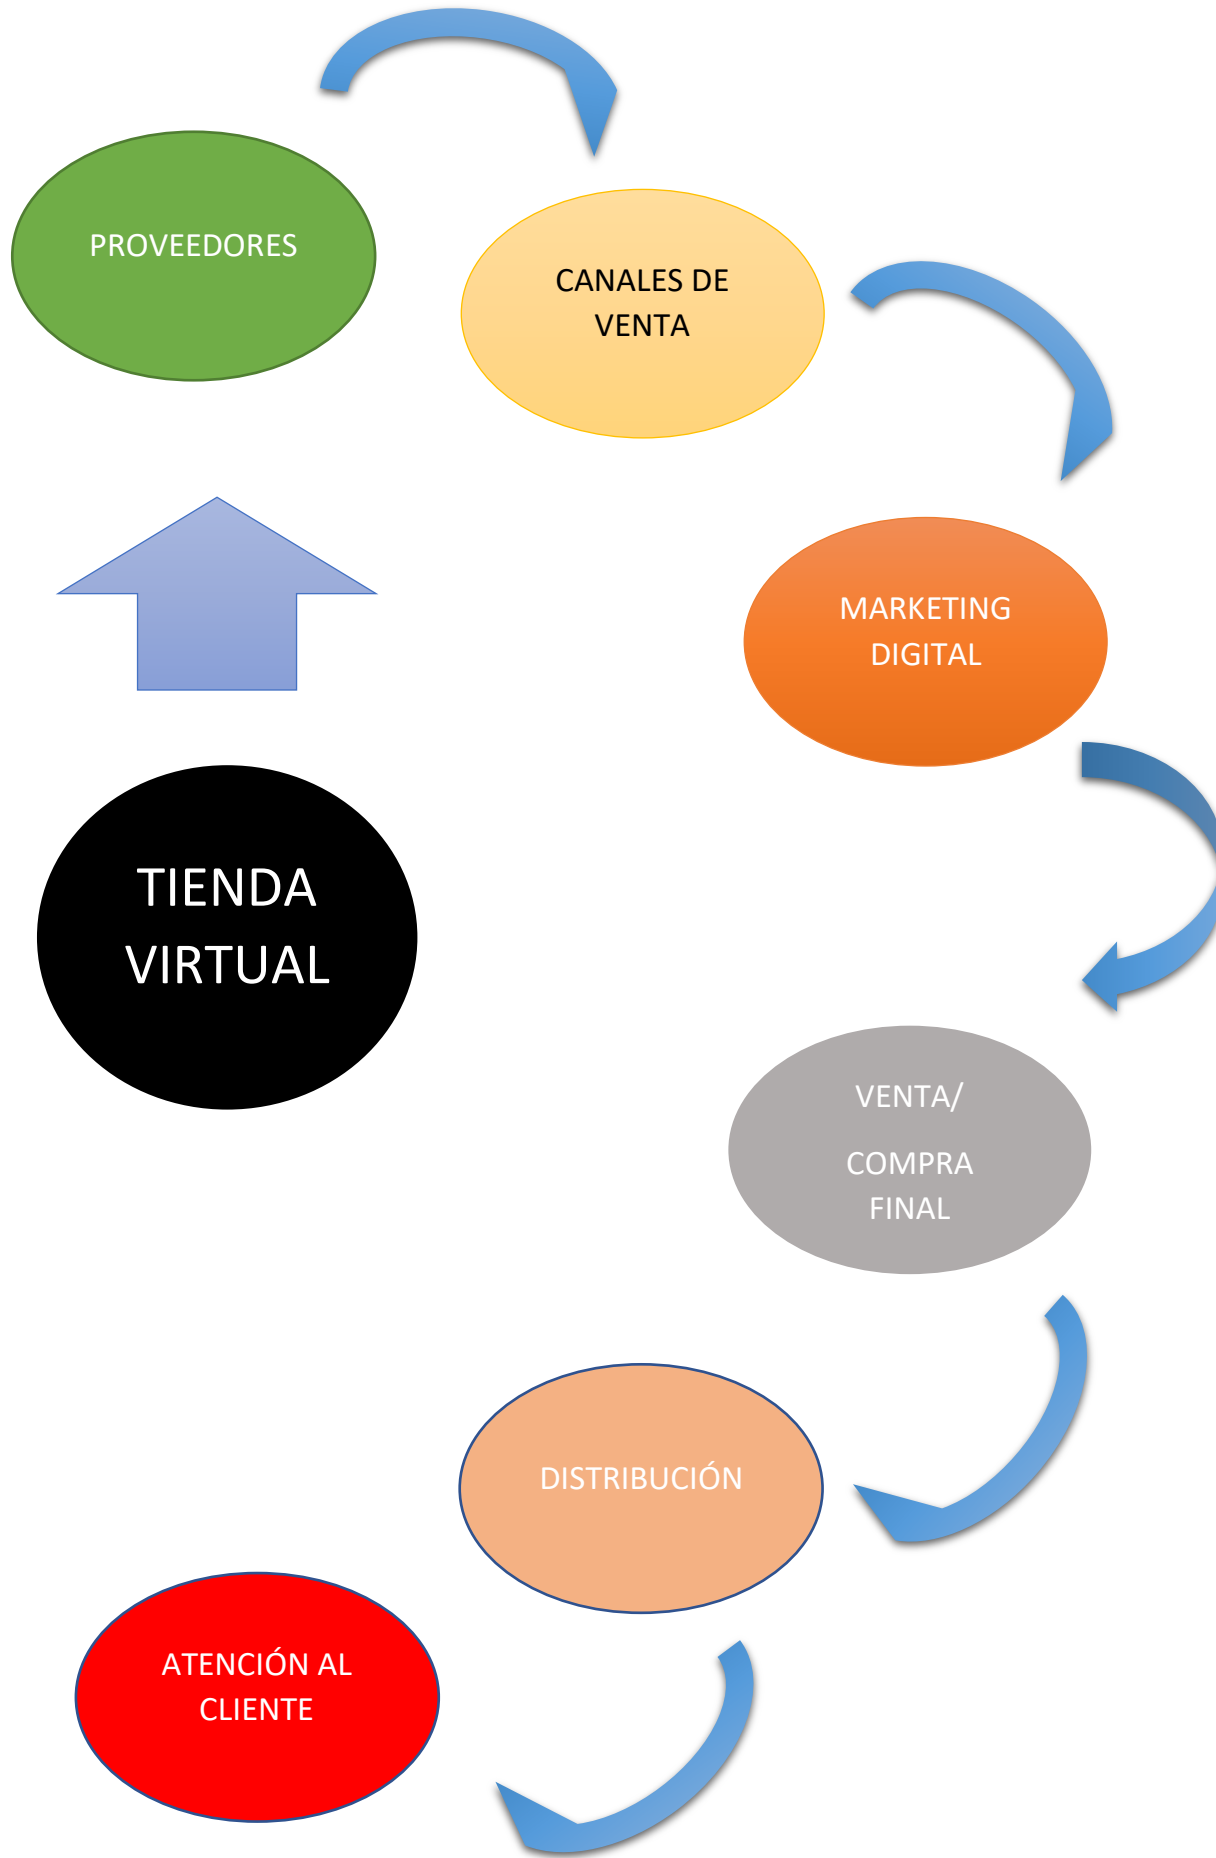 PROVEEDORES
CANALES DE
VENTA
MARKETING
DIGITAL
TIENDA
VIRTUAL
VENTA/
COMPRA
FINAL
DISTRIBUCIÓN
ATENCIÓN AL
CLIENTE